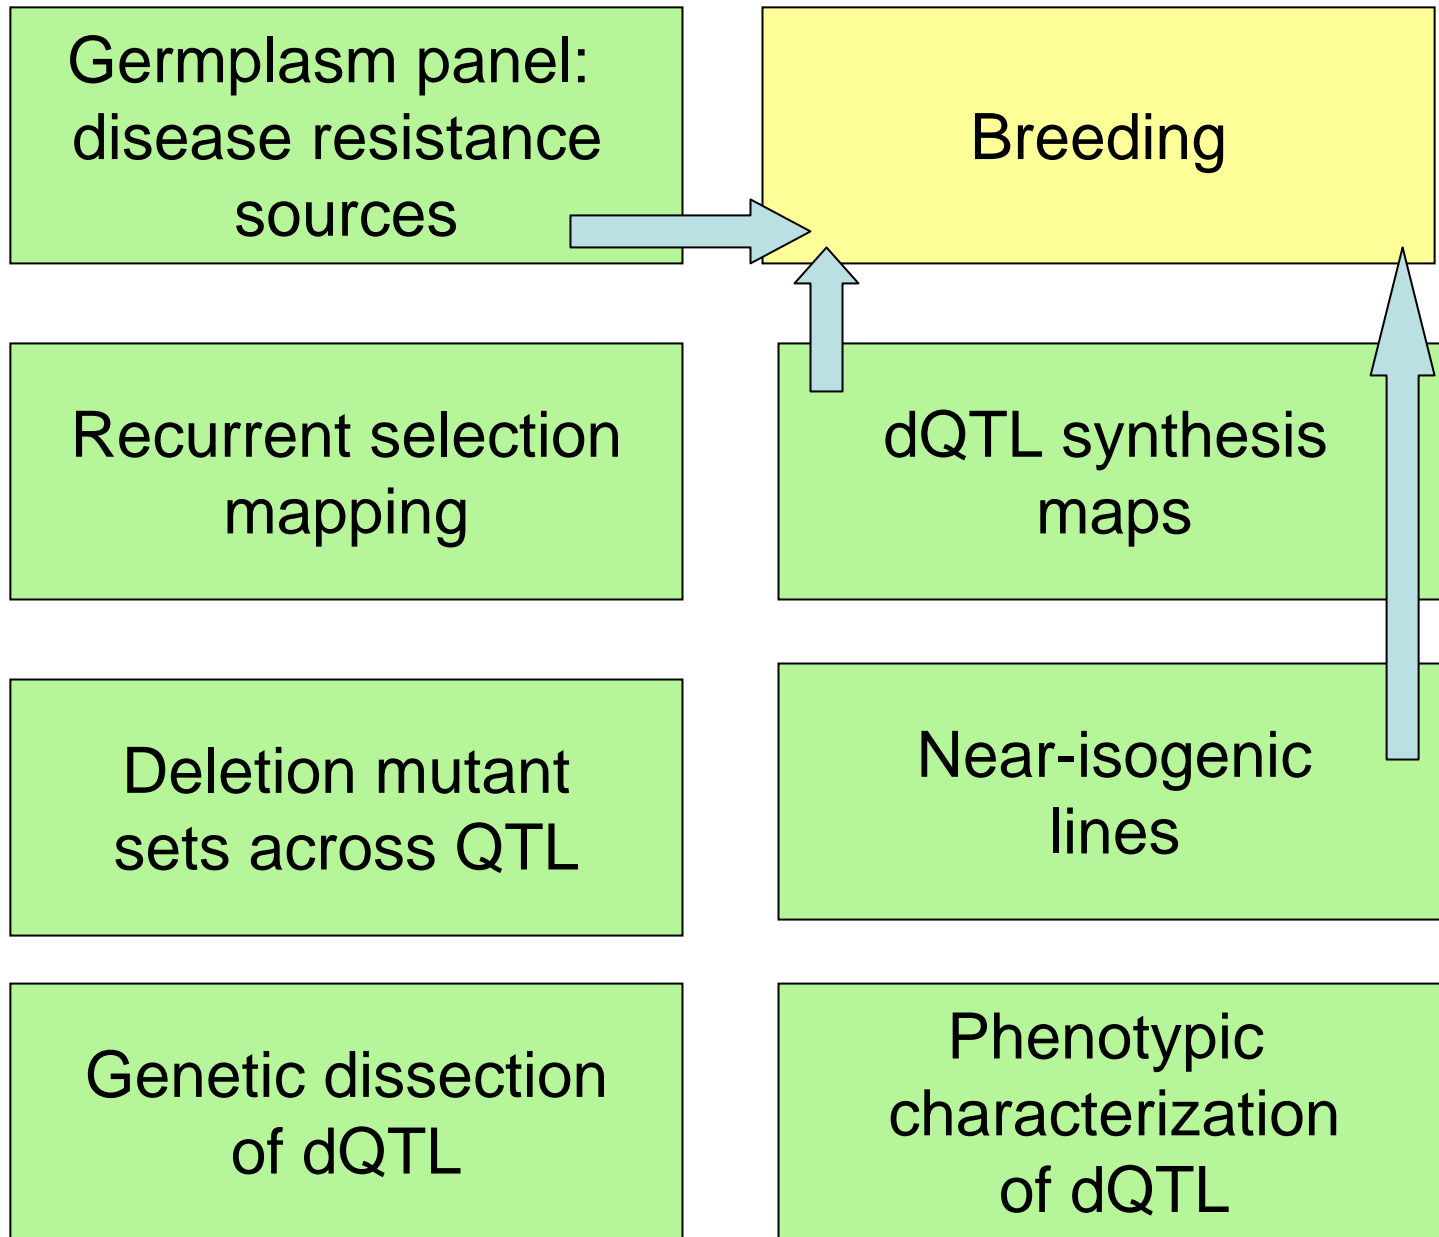 Germplasm panel:
disease resistance
sources
Breeding
Recurrent selection
mapping
dQTL synthesis
maps
Deletion mutant
sets across QTL
Near-isogenic
lines
Genetic dissection
of dQTL
Phenotypic
characterization
of dQTL